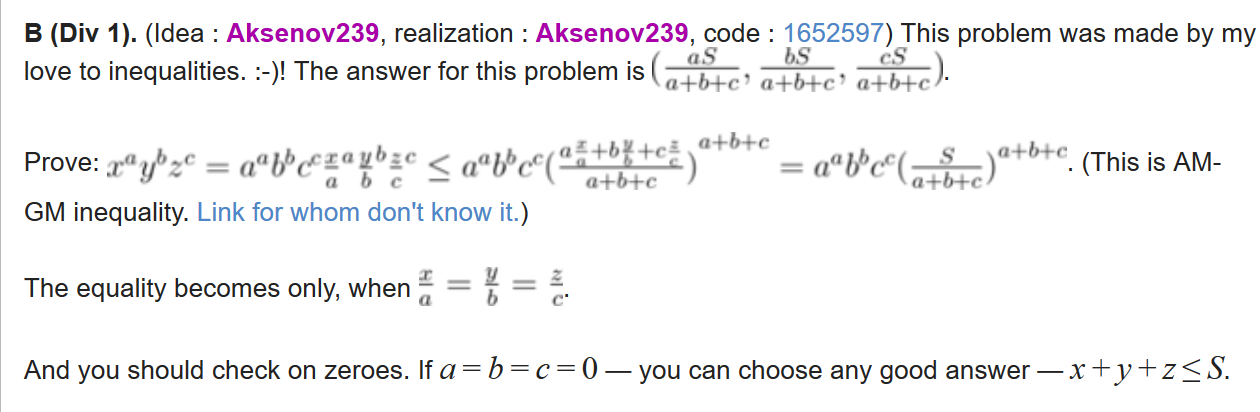 B (Div 1). (Idea : Aksenov239, realization : Aksenov239, code : 1652597) This problem was made by my
love to inequalities. :-)! The answer for this problem is $(\frac{aS}{a+b+c}, \frac{bS}{a+b+c}, \frac{cS}{a+b+c})$.
Prove: $x^a y^b z^c = a^a b^b c^c \frac{x}{a}^a \frac{y}{b}^b \frac{z}{c}^c \leq a^a b^b c^c (\frac{a\frac{x}{a}+b\frac{y}{b}+c\frac{z}{c}}{a+b+c})^{a+b+c} = a^a b^b c^c (\frac{S}{a+b+c})^{a+b+c}$. (This is AM-
GM inequality. Link for whom don't know it.)
The equality becomes only, when $\frac{x}{a} = \frac{y}{b} = \frac{z}{c}$.
And you should check on zeroes. If a = b = c = 0 — you can choose any good answer — x + y + z ≤ S.